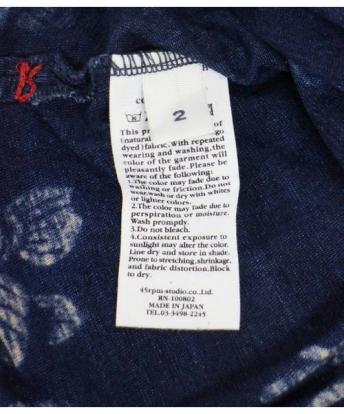 co
2
This pr of
(natural go
dyed) fabric, with repeated
wearing and washing, the
color of the garment will
pleasantly fade. Please be
aware of the following:
1.The color may fade due to
washing or friction. Do not
wear, wash or dry with whites
or lighter colors.
2.The color may fade due to
perspiration or moisture.
Wash promptly.
3.Do not bleach.
4.Consistent exposure to
sunlight may alter the color.
Line dry and store in shade.
Prone to stretching, shrinkage,
and fabric distortion. Block
to dry.
45rpm-studio co.,Ltd.
RN-100802
MADE IN JAPAN
TEL.03-3498-2245